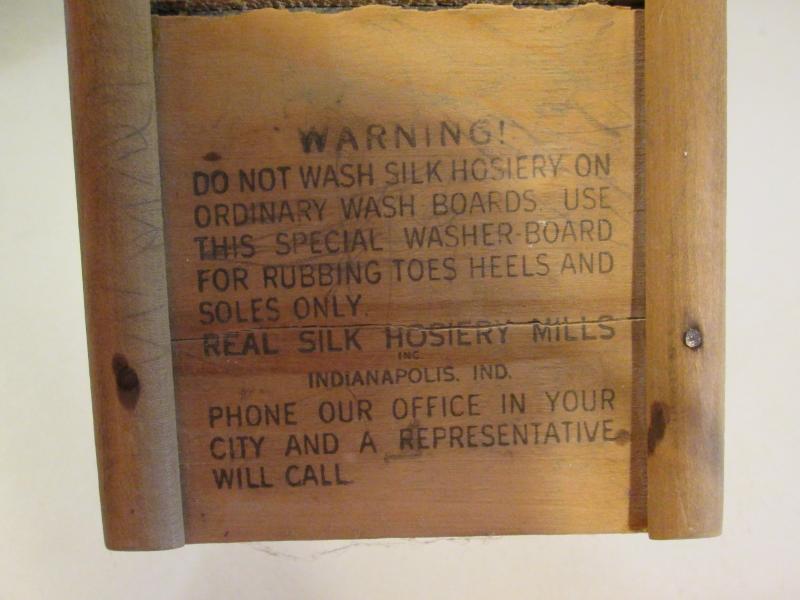 WARNING!
DO NOT WASH SILK HOSIERY ON
ORDINARY WASH BOARDS. USE
THIS SPECIAL WASHER-BOARD
FOR RUBBING TOES HEELS AND
SOLES ONLY.
REAL SILK HOSIERY MILLS
INC.
INDIANAPOLIS. IND.
PHONE OUR OFFICE IN YOUR
CITY AND A REPRESENTATIVE
WILL CALL